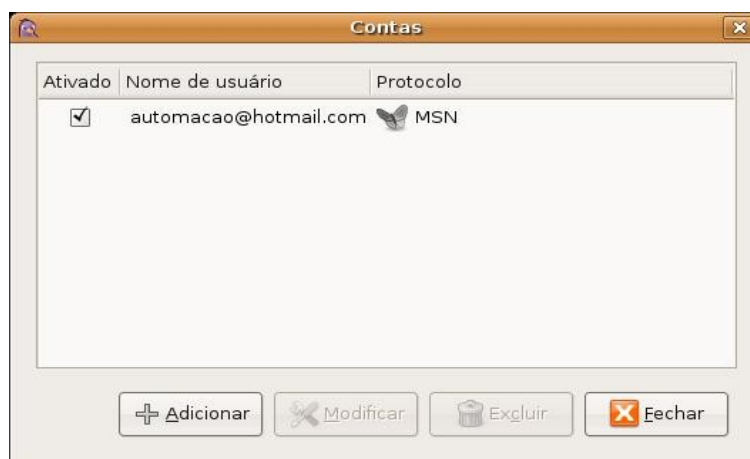 Contas
Ativado Nome de usuário Protocolo
automacao@hotmail.com MSN
Adicionar Modificar Excluir Fechar